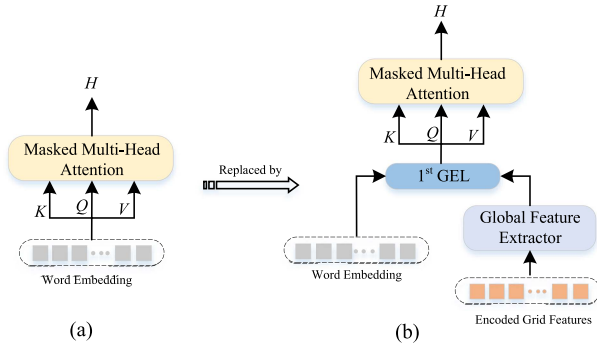 H
Masked Multi-Head
Attention
K
Q
V
Word Embedding
(a)
Replaced by
H
Masked Multi-Head
Attention
K
Q
V
1st GEL
Global Feature
Extractor
Word Embedding
Encoded Grid Features
(b)